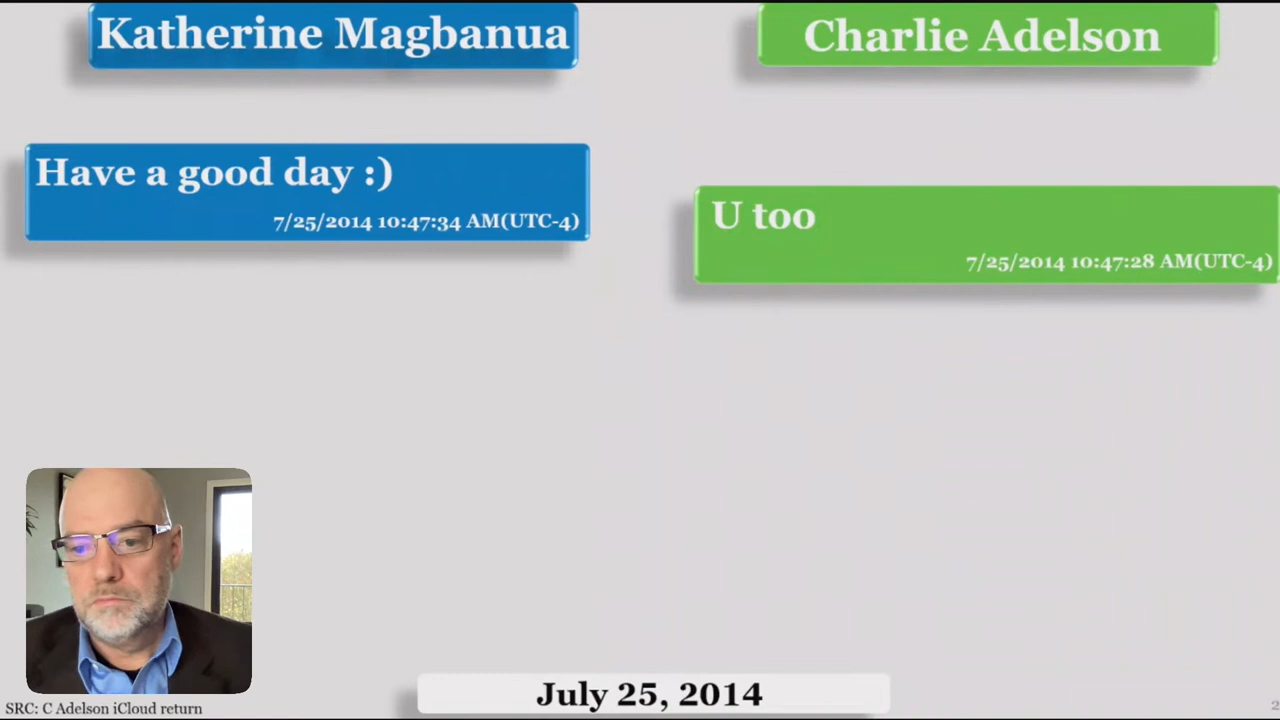 Katherine Magbanua
Charlie Adelson
Have a good day :)
7/25/2014 10:47:34 AM(UTC-4)
U too
7/25/2014 10:47:28 AM(UTC-4)
July 25, 2014
SRC: C Adelson iCloud return